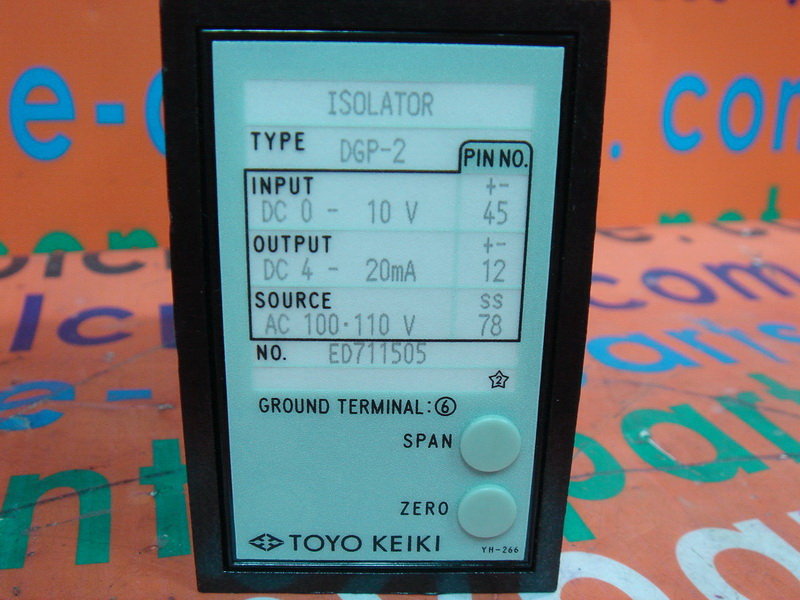 ISOLATOR
TYPE DGP-2 PIN NO.
INPUT + -
DC 0 - 10 V 45
OUTPUT + -
DC 4 - 20mA 12
SOURCE SS
AC 100·110 V 78
NO. ED711505
2
GROUND TERMINAL:⑥
SPAN
ZERO
TOYO KEIKI YH-266